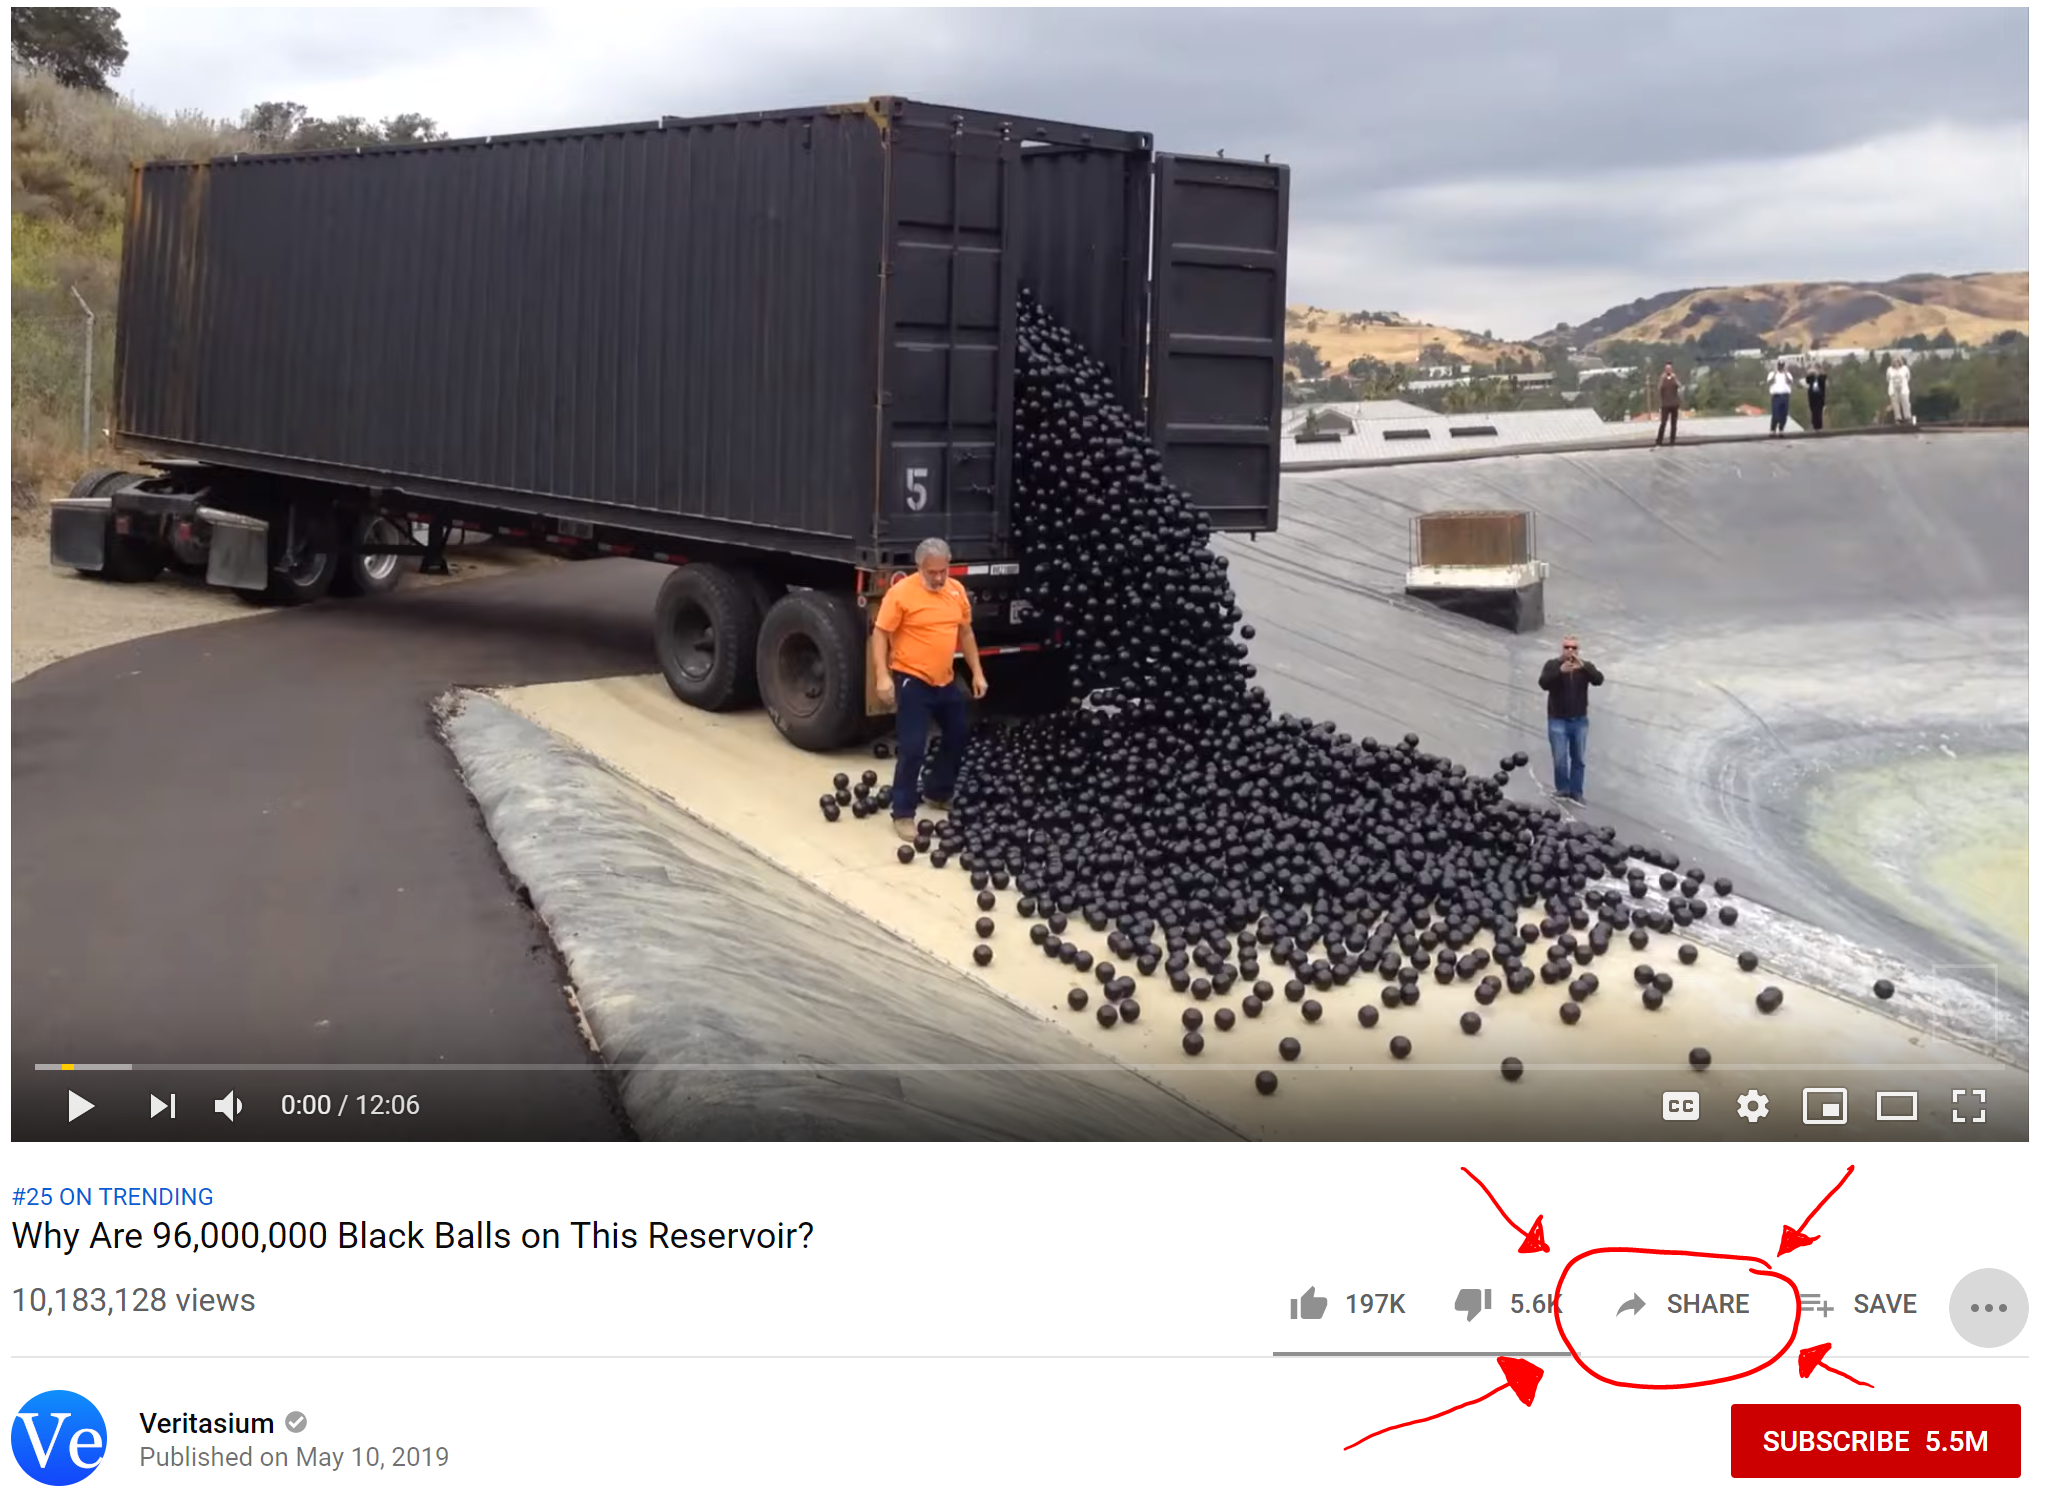 5
CC
0:00 / 12:06
#25 ON TRENDING
Why Are 96,000,000 Black Balls on This Reservoir?
10,183,128 views
197K 5.6K SHARE SAVE
Ve
Veritasium
Published on May 10, 2019
SUBSCRIBE 5.5M